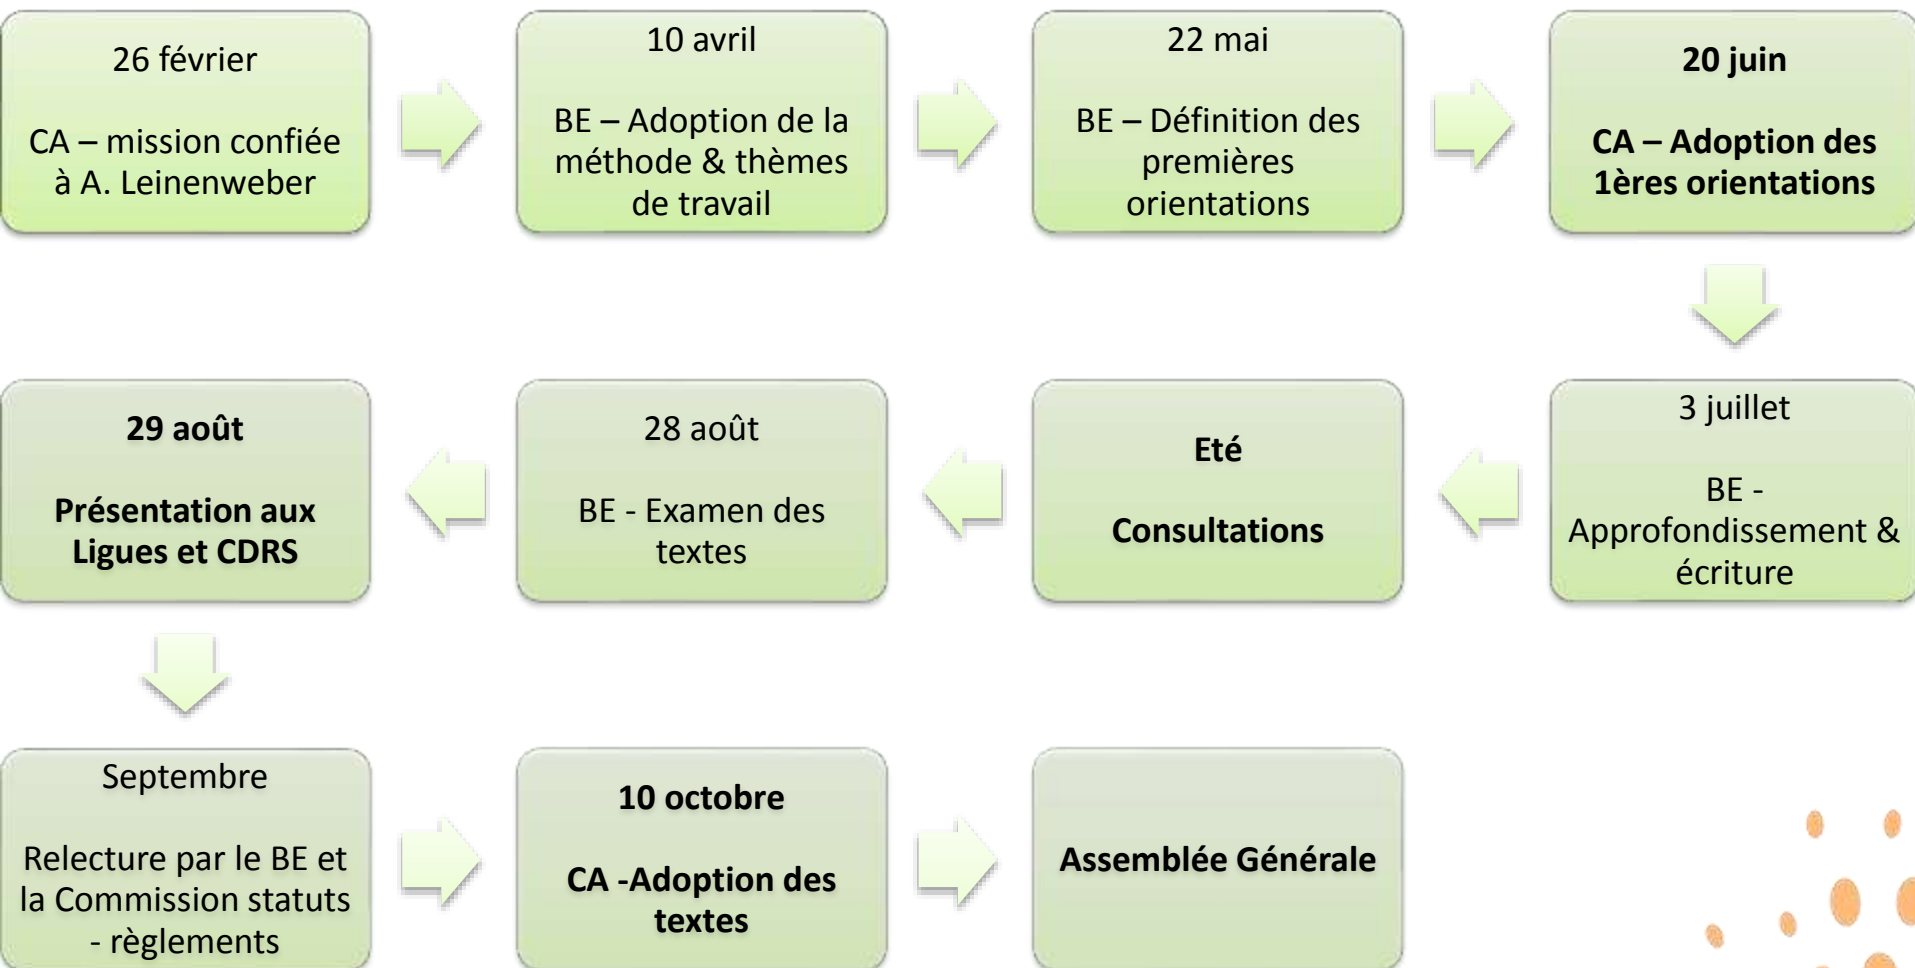 26 février
CA – mission confiée
à A. Leinenweber
10 avril
BE – Adoption de la
méthode & thèmes
de travail
22 mai
BE – Définition des
premières
orientations
20 juin
CA – Adoption des
1ères orientations
3 juillet
BE -
Approfondissement &
écriture
Eté
Consultations
28 août
BE - Examen des
textes
29 août
Présentation aux
Ligues et CDRS
Septembre
Relecture par le BE et
la Commission statuts
- règlements
10 octobre
CA -Adoption des
textes
Assemblée Générale